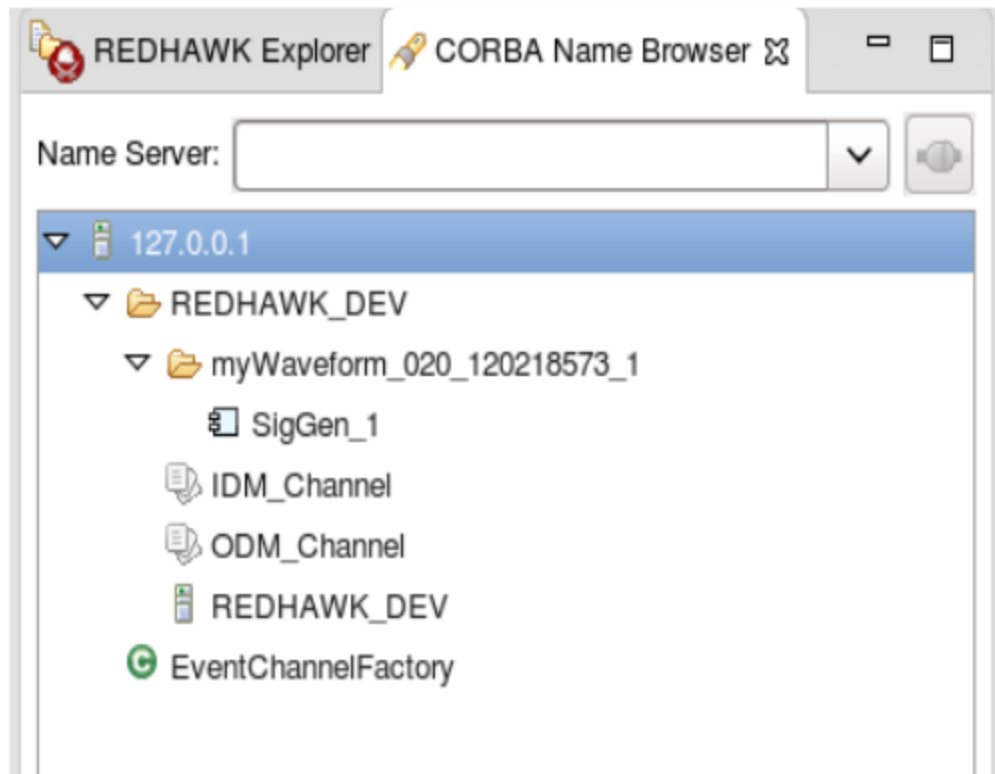 REDHAWK Explorer CORBA Name Browser
Name Server:
127.0.0.1
REDHAWK_DEV
myWaveform_020_120218573_1
SigGen_1
IDM_Channel
ODM_Channel
REDHAWK_DEV
C EventChannelFactory